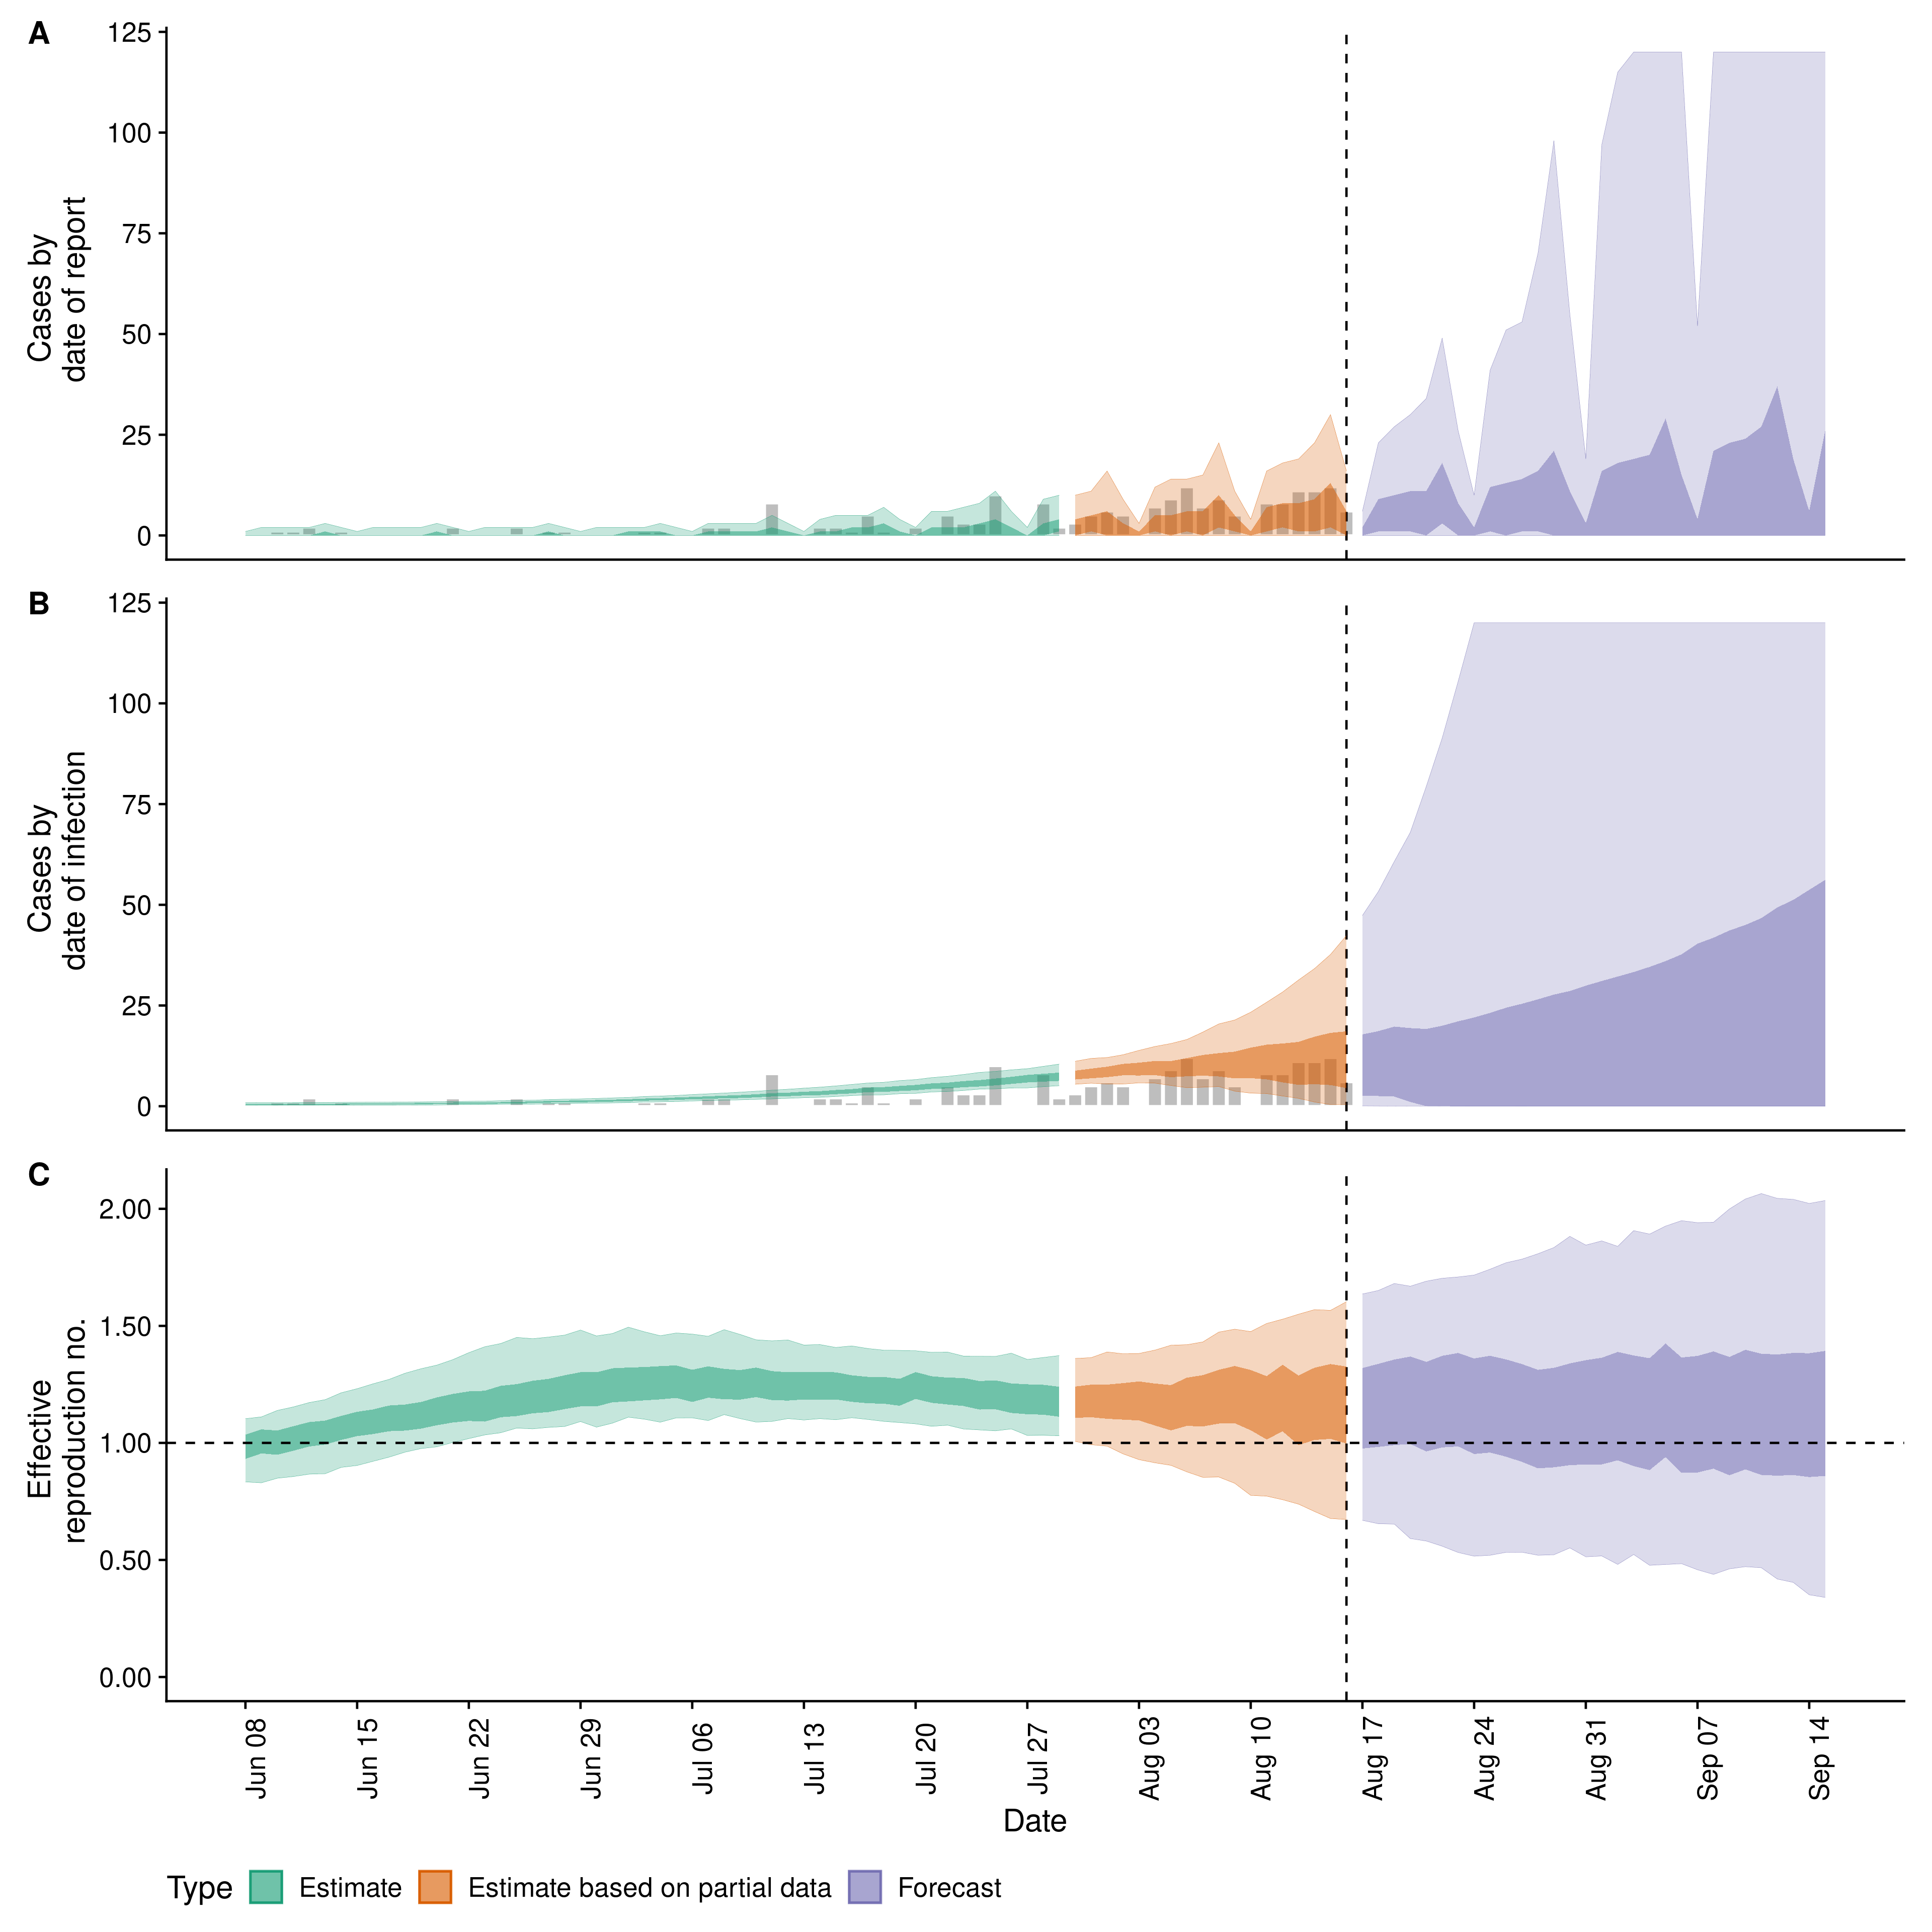 A
125
100
75
50
25
0
Cases by
date of report
B
125
100
75
50
25
0
Cases by
date of infection
C
2.00
1.50
1.00
0.50
0.00
Effective
reproduction no.
Jun 08
Jun 15
Jun 22
Jun 29
Jul 06
Jul 13
Jul 20
Jul 27
Aug 03
Aug 10
Aug 17
Aug 24
Aug 31
Sep 07
Sep 14
Date
Type Estimate Estimate based on partial data Forecast